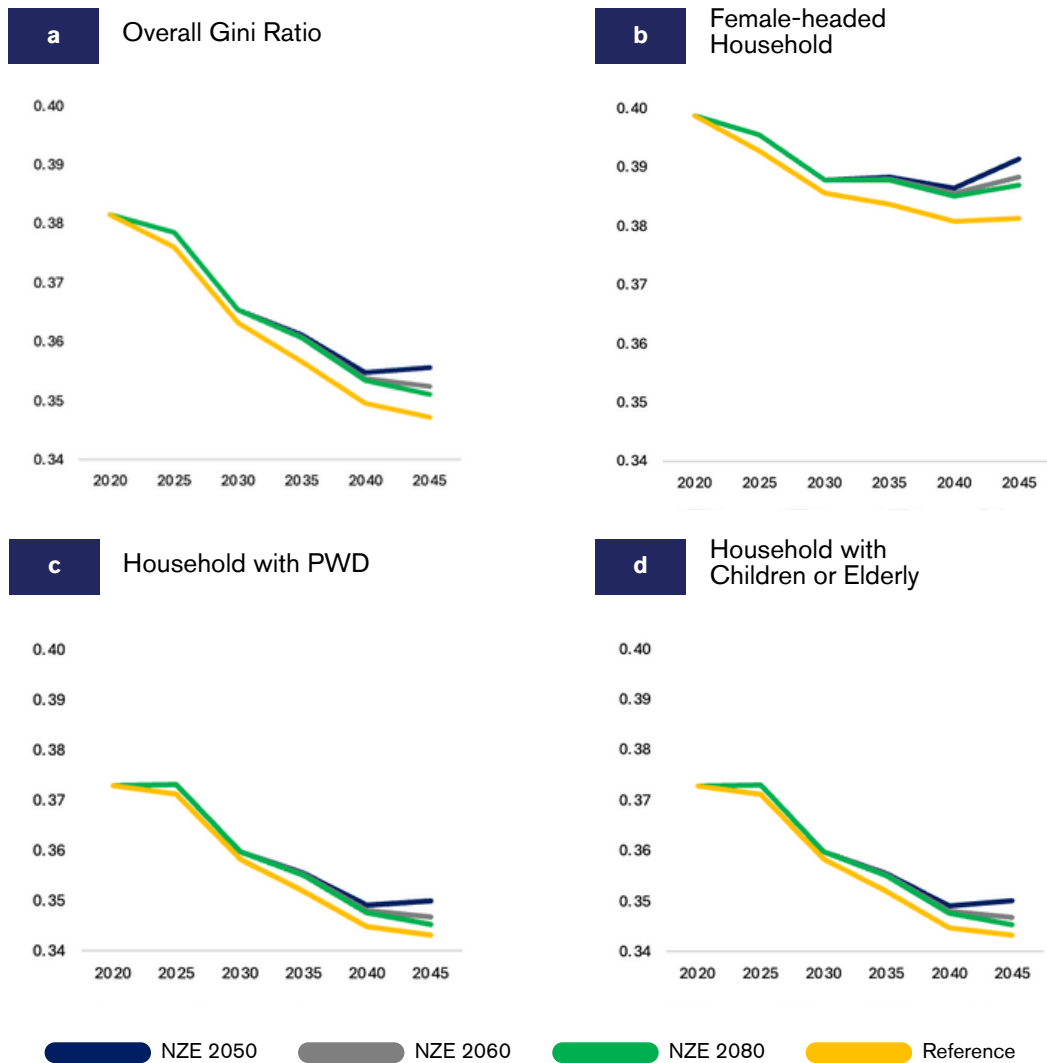 a
Overall Gini Ratio
0.40
0.39
0.38
0.37
0.36
0.35
0.34
2020 2025 2030 2035 2040 2045
b
Female-headed
Household
0.40
0.39
0.38
0.37
0.36
0.35
0.34
2020 2025 2030 2035 2040 2045
c
Household with PWD
0.40
0.39
0.38
0.37
0.36
0.35
0.34
2020 2025 2030 2035 2040 2045
d
Household with
Children or Elderly
0.40
0.39
0.38
0.37
0.36
0.35
0.34
2020 2025 2030 2035 2040 2045
NZE 2050 NZE 2060 NZE 2080 Reference